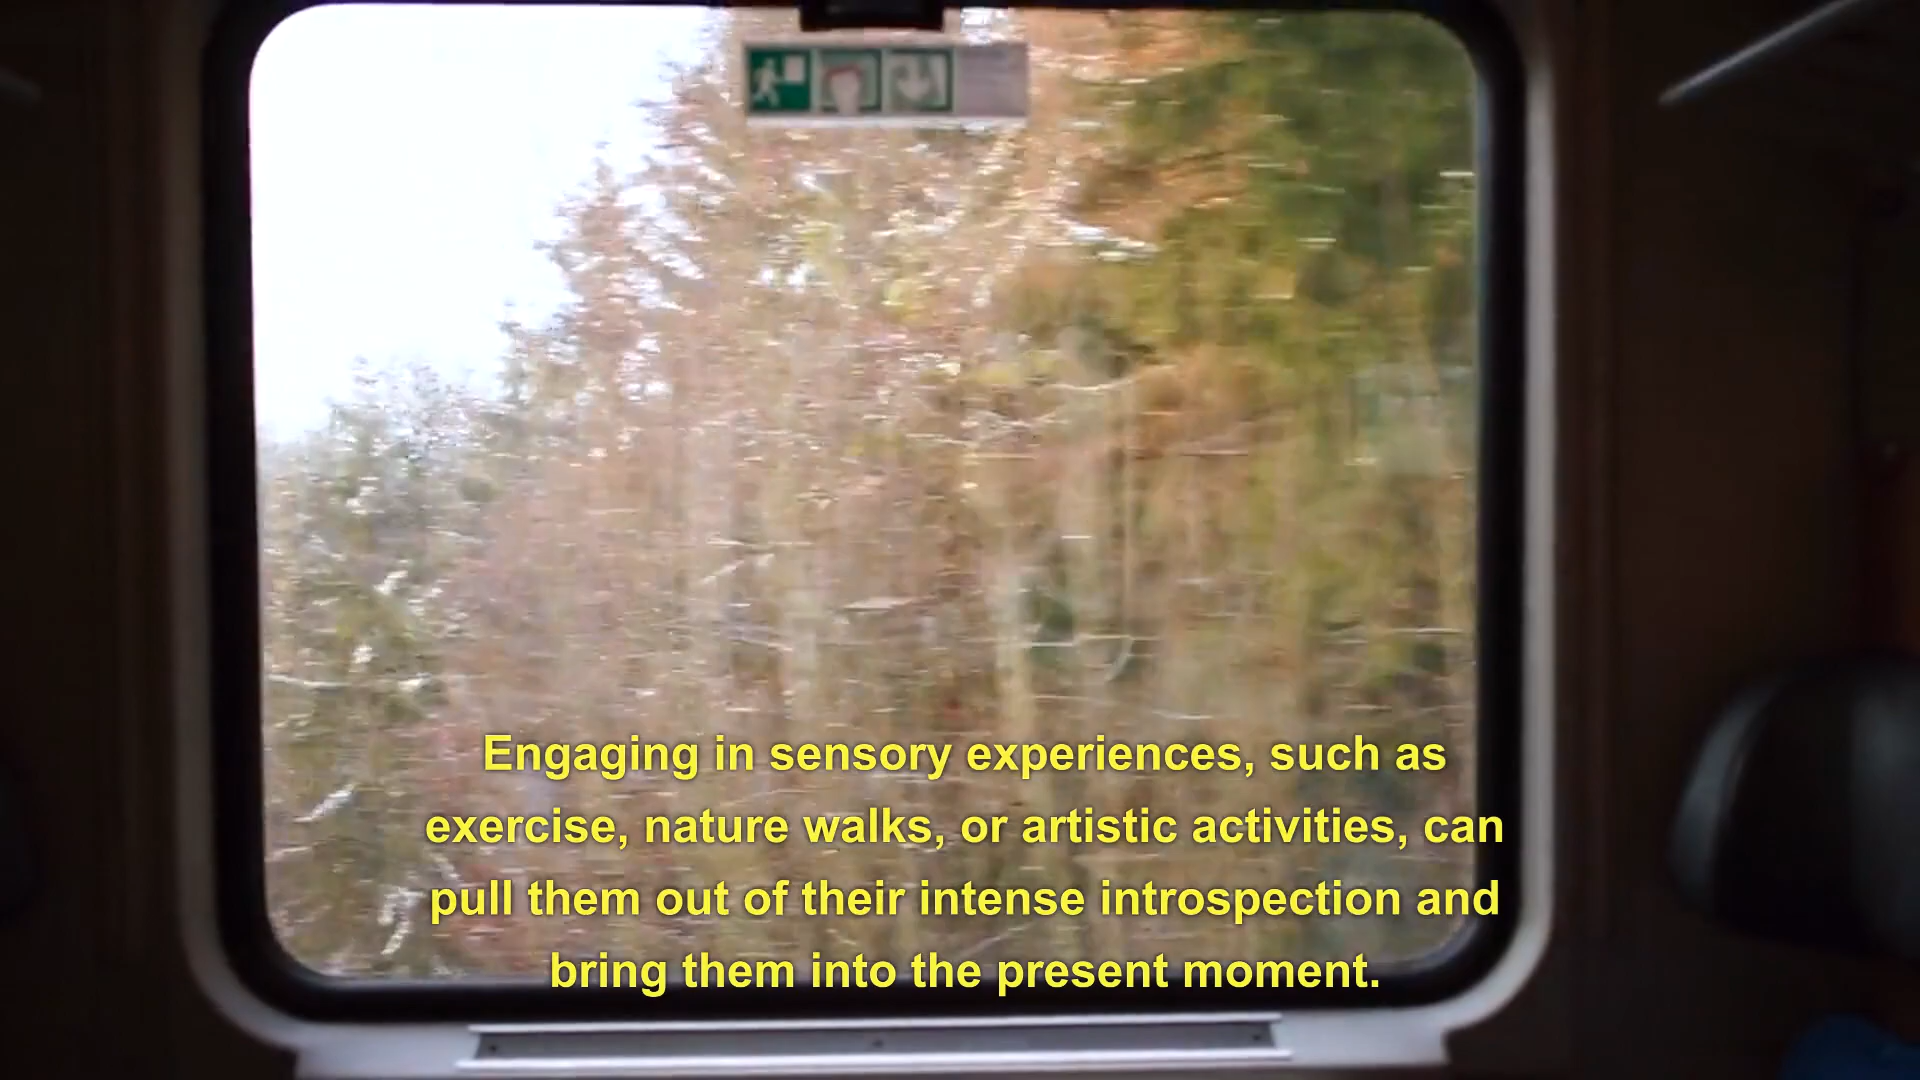 Engaging in sensory experiences, such as
exercise, nature walks, or artistic activities, can
pull them out of their intense introspection and
bring them into the present moment.